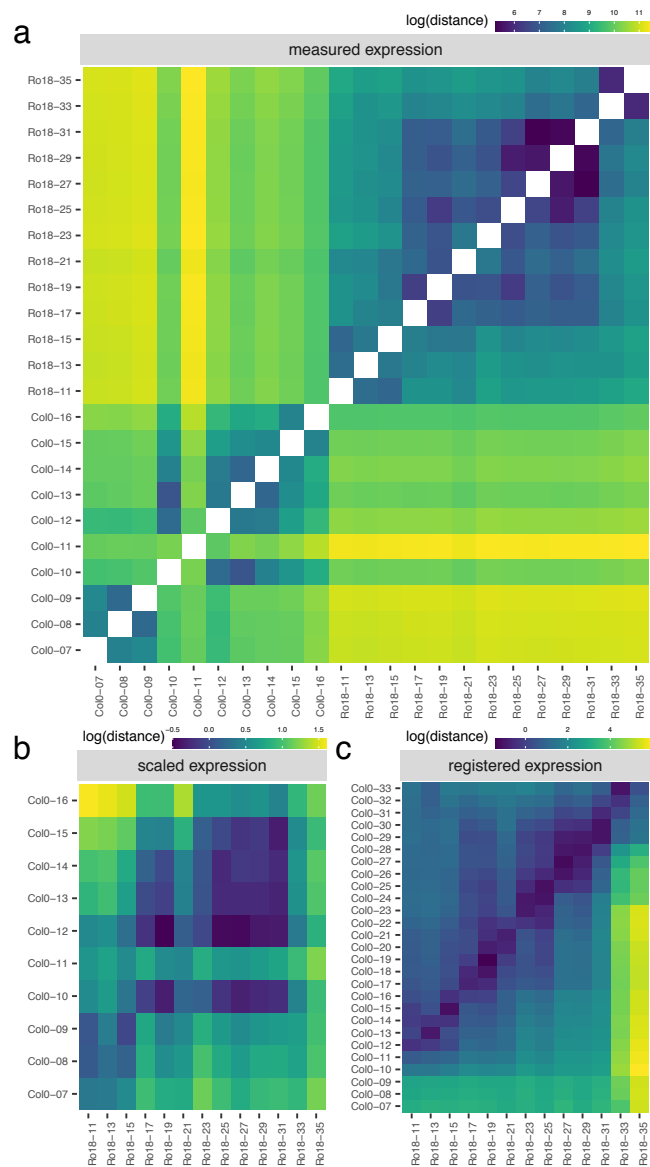 a
log(distance)
6 7 8 9 10 11
measured expression
Ro18−35
Ro18−33
Ro18−31
Ro18−29
Ro18−27
Ro18−25
Ro18−23
Ro18−21
Ro18−19
Ro18−17
Ro18−15
Ro18−13
Ro18−11
Col0−16
Col0−15
Col0−14
Col0−13
Col0−12
Col0−11
Col0−10
Col0−09
Col0−08
Col0−07
Col0−07 Col0−08 Col0−09 Col0−10 Col0−11 Col0−12 Col0−13 Col0−14 Col0−15 Col0−16 Ro18−11 Ro18−13 Ro18−15 Ro18−17 Ro18−19 Ro18−21 Ro18−23 Ro18−25 Ro18−27 Ro18−29 Ro18−31 Ro18−33 Ro18−35
b
log(distance)
−0.5 0.0 0.5 1.0 1.5
scaled expression
Col0−16
Col0−15
Col0−14
Col0−13
Col0−12
Col0−11
Col0−10
Col0−09
Col0−08
Col0−07
Ro18−11 Ro18−13 Ro18−15 Ro18−17 Ro18−19 Ro18−21 Ro18−23 Ro18−25 Ro18−27 Ro18−29 Ro18−31 Ro18−33 Ro18−35
c
log(distance)
0 2 4
registered expression
Col0−33
Col0−32
Col0−31
Col0−30
Col0−29
Col0−28
Col0−27
Col0−26
Col0−25
Col0−24
Col0−23
Col0−22
Col0−21
Col0−20
Col0−19
Col0−18
Col0−17
Col0−16
Col0−15
Col0−14
Col0−13
Col0−12
Col0−11
Col0−10
Col0−09
Col0−08
Col0−07
Ro18−11 Ro18−13 Ro18−15 Ro18−17 Ro18−19 Ro18−21 Ro18−23 Ro18−25 Ro18−27 Ro18−29 Ro18−31 Ro18−33 Ro18−35